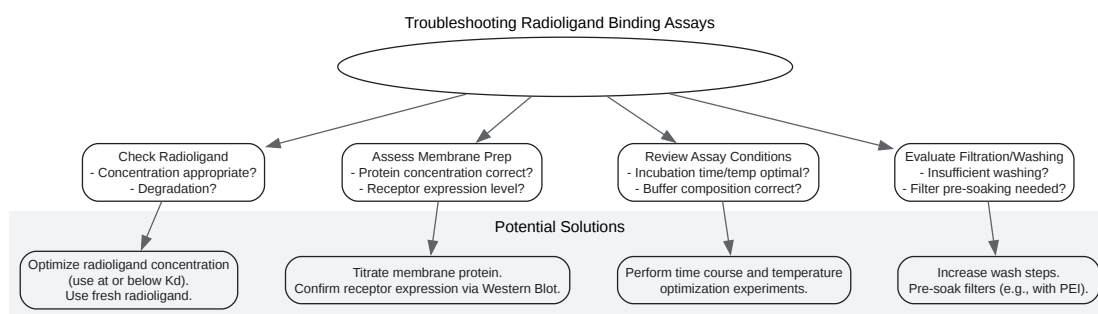 Troubleshooting Radioligand Binding Assays
Check Radioligand
- Concentration appropriate?
- Degradation?
Assess Membrane Prep
- Protein concentration correct?
- Receptor expression level?
Review Assay Conditions
- Incubation time/temp optimal?
- Buffer composition correct?
Evaluate Filtration/Washing
- Insufficient washing?
- Filter pre-soaking needed?
Potential Solutions
Optimize radioligand concentration
(use at or below Kd).
Use fresh radioligand.
Titrate membrane protein.
Confirm receptor expression via Western Blot.
Perform time course and temperature
optimization experiments.
Increase wash steps.
Pre-soak filters (e.g., with PEI).